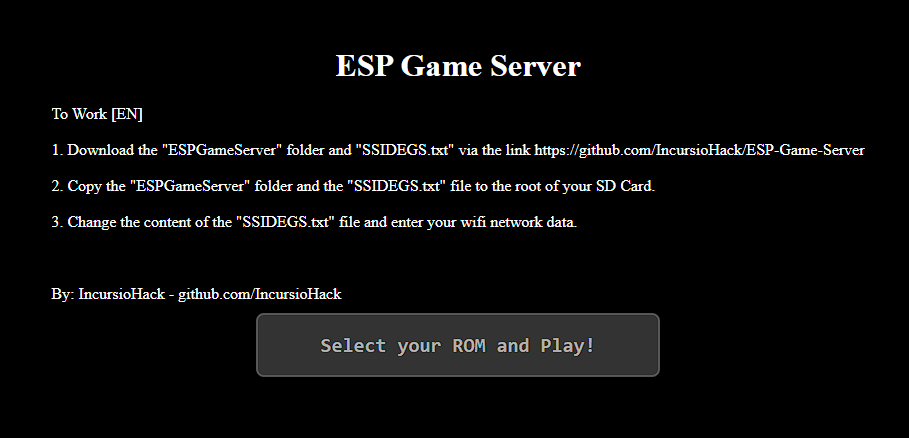 ESP Game Server
To Work [EN]
1. Download the "ESPGameServer" folder and "SSIDEGS.txt" via the link https://github.com/IncursioHack/ESP-Game-Server
2. Copy the "ESPGameServer" folder and the "SSIDEGS.txt" file to the root of your SD Card.
3. Change the content of the "SSIDEGS.txt" file and enter your wifi network data.
By: IncursioHack - github.com/IncursioHack
Select your ROM and Play!